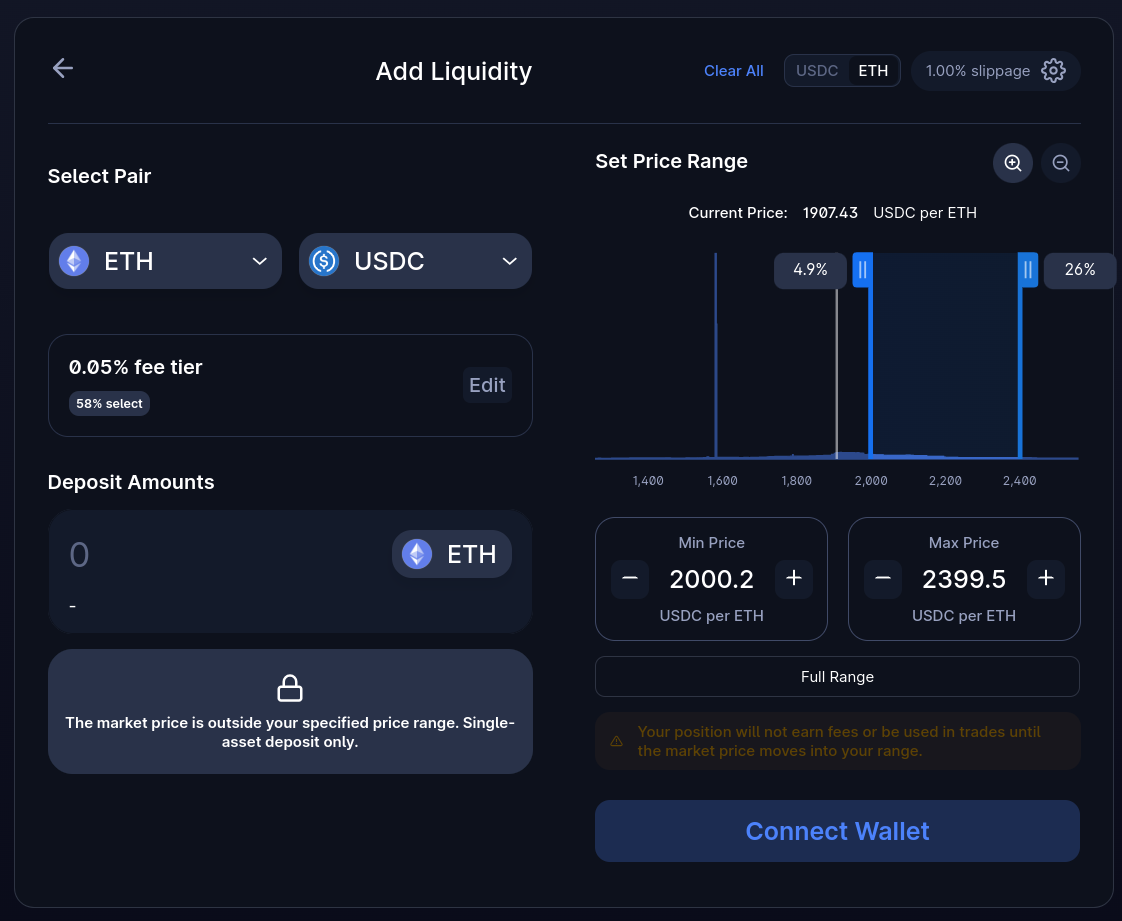 Add Liquidity
Clear All
USDC ETH
1.00% slippage
Select Pair
ETH
USDC
0.05% fee tier
58% select
Edit
Deposit Amounts
0
ETH
-
The market price is outside your specified price range. Single-
asset deposit only.
Set Price Range
Current Price: 1907.43 USDC per ETH
4.9%
26%
1,400 1,600 1,800 2,000 2,200 2,400
Min Price
2000.2
USDC per ETH
Max Price
2399.5
USDC per ETH
Full Range
Your position will not earn fees or be used in trades until
the market price moves into your range.
Connect Wallet